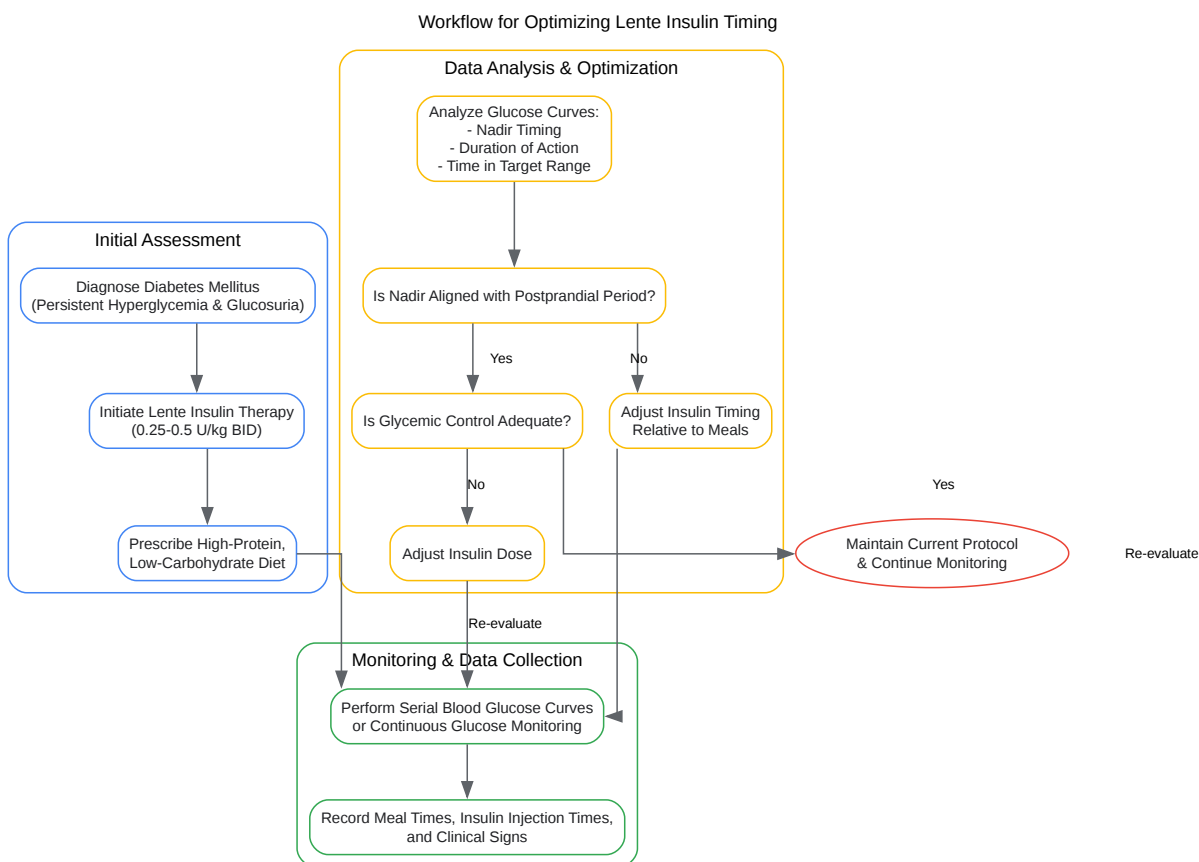 Workflow for Optimizing Lente Insulin Timing
Data Analysis & Optimization
Analyze Glucose Curves:
- Nadir Timing
- Duration of Action
- Time in Target Range
Initial Assessment
Diagnose Diabetes Mellitus
(Persistent Hyperglycemia & Glucosuria)
Is Nadir Aligned with Postprandial Period?
Yes
No
Initiate Lente Insulin Therapy
(0.25-0.5 U/kg BID)
Is Glycemic Control Adequate?
Adjust Insulin Timing
Relative to Meals
No
Yes
Prescribe High-Protein,
Low-Carbohydrate Diet
Adjust Insulin Dose
Maintain Current Protocol
& Continue Monitoring
Re-evaluate
Re-evaluate
Monitoring & Data Collection
Perform Serial Blood Glucose Curves
or Continuous Glucose Monitoring
Record Meal Times, Insulin Injection Times,
and Clinical Signs